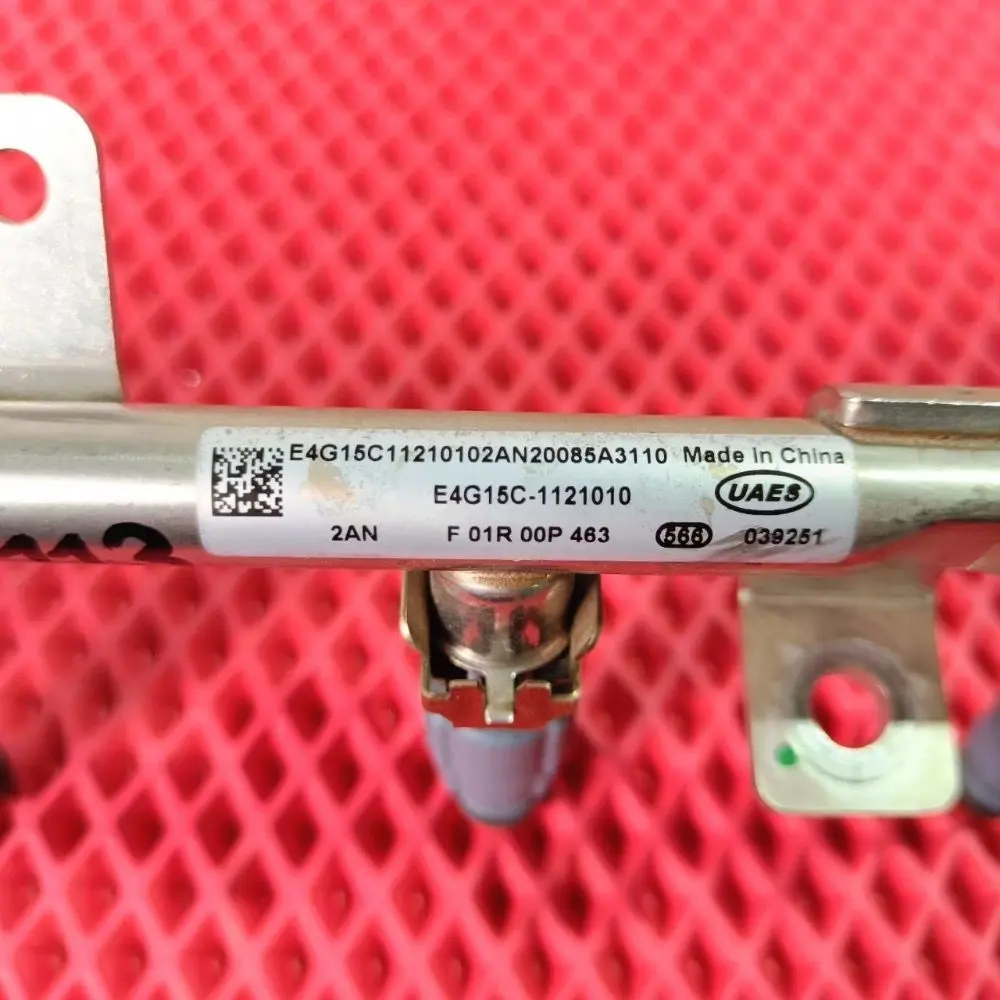 E4G15C11210102AN20085A3110 Made In China
E4G15C-1121010 UAES
2AN F 01R 00P 463 566 039251